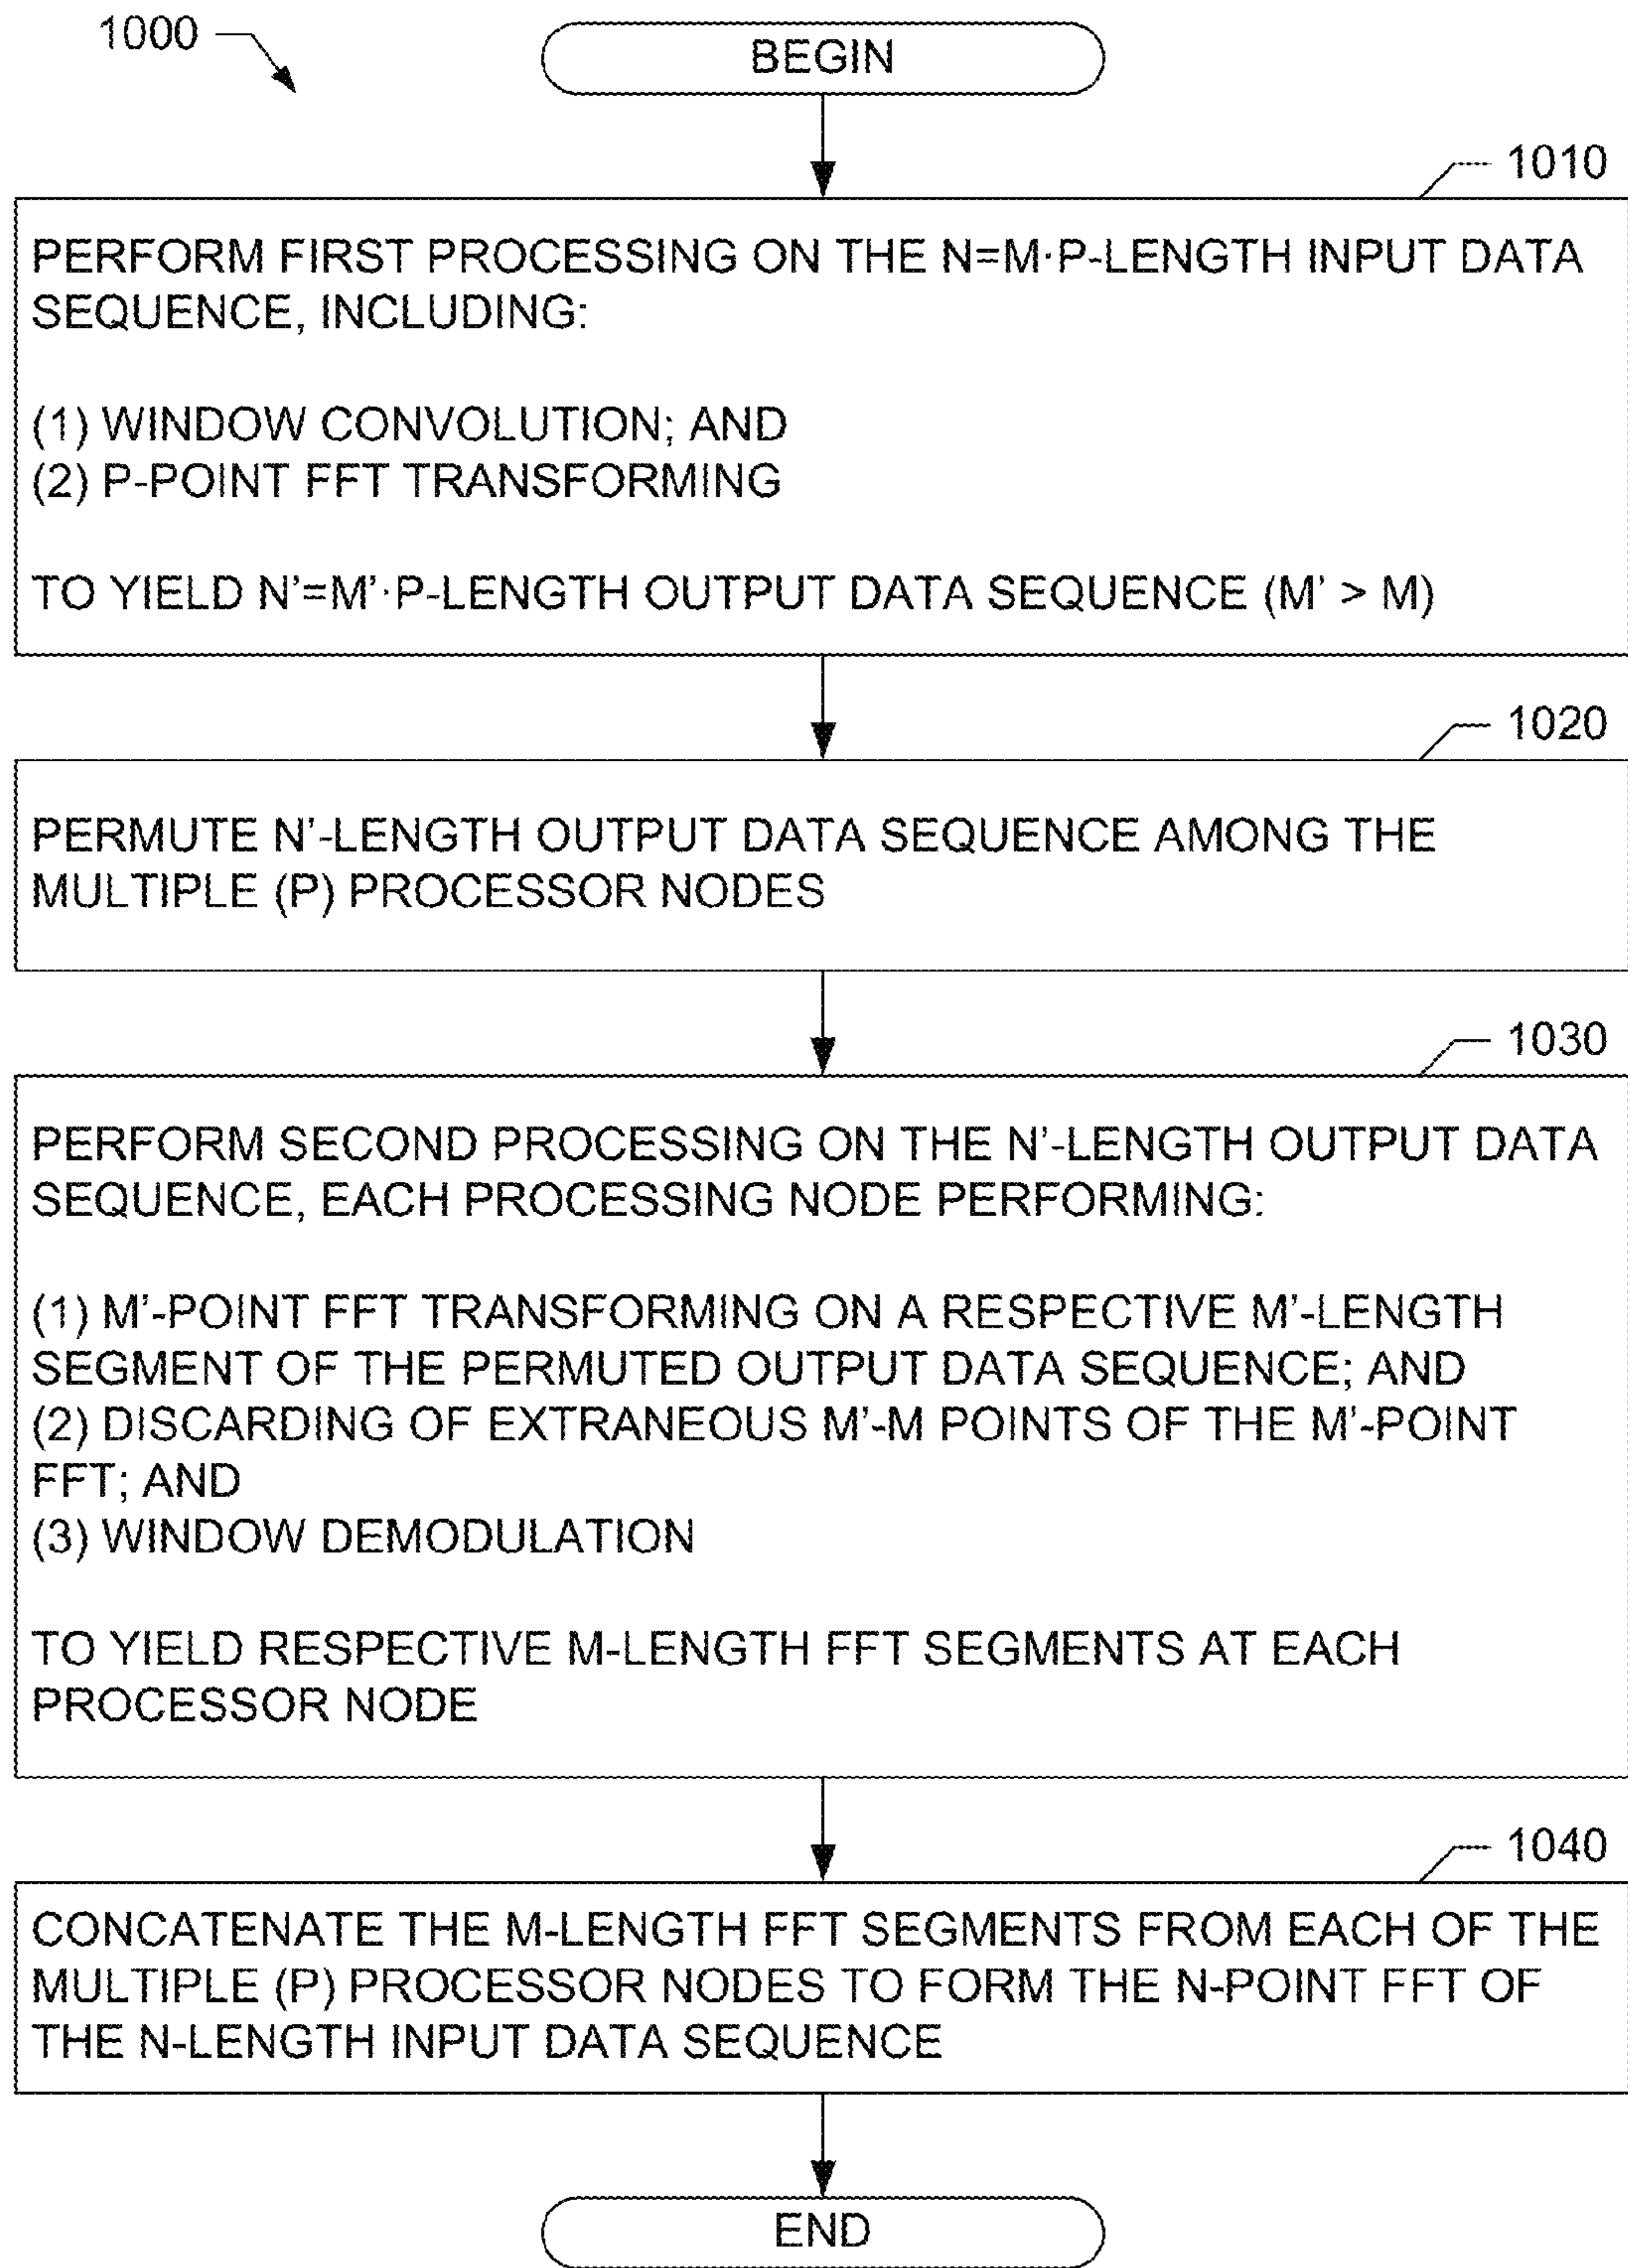 1000
BEGIN
1010
PERFORM FIRST PROCESSING ON THE N=M·P-LENGTH INPUT DATA
SEQUENCE, INCLUDING:
(1) WINDOW CONVOLUTION; AND
(2) P-POINT FFT TRANSFORMING
TO YIELD N'=M'·P-LENGTH OUTPUT DATA SEQUENCE (M' > M)
1020
PERMUTE N'-LENGTH OUTPUT DATA SEQUENCE AMONG THE
MULTIPLE (P) PROCESSOR NODES
1030
PERFORM SECOND PROCESSING ON THE N'-LENGTH OUTPUT DATA
SEQUENCE, EACH PROCESSING NODE PERFORMING:
(1) M'-POINT FFT TRANSFORMING ON A RESPECTIVE M'-LENGTH
SEGMENT OF THE PERMUTED OUTPUT DATA SEQUENCE; AND
(2) DISCARDING OF EXTRANEOUS M'-M POINTS OF THE M'-POINT
FFT; AND
(3) WINDOW DEMODULATION
TO YIELD RESPECTIVE M-LENGTH FFT SEGMENTS AT EACH
PROCESSOR NODE
1040
CONCATENATE THE M-LENGTH FFT SEGMENTS FROM EACH OF THE
MULTIPLE (P) PROCESSOR NODES TO FORM THE N-POINT FFT OF
THE N-LENGTH INPUT DATA SEQUENCE
END